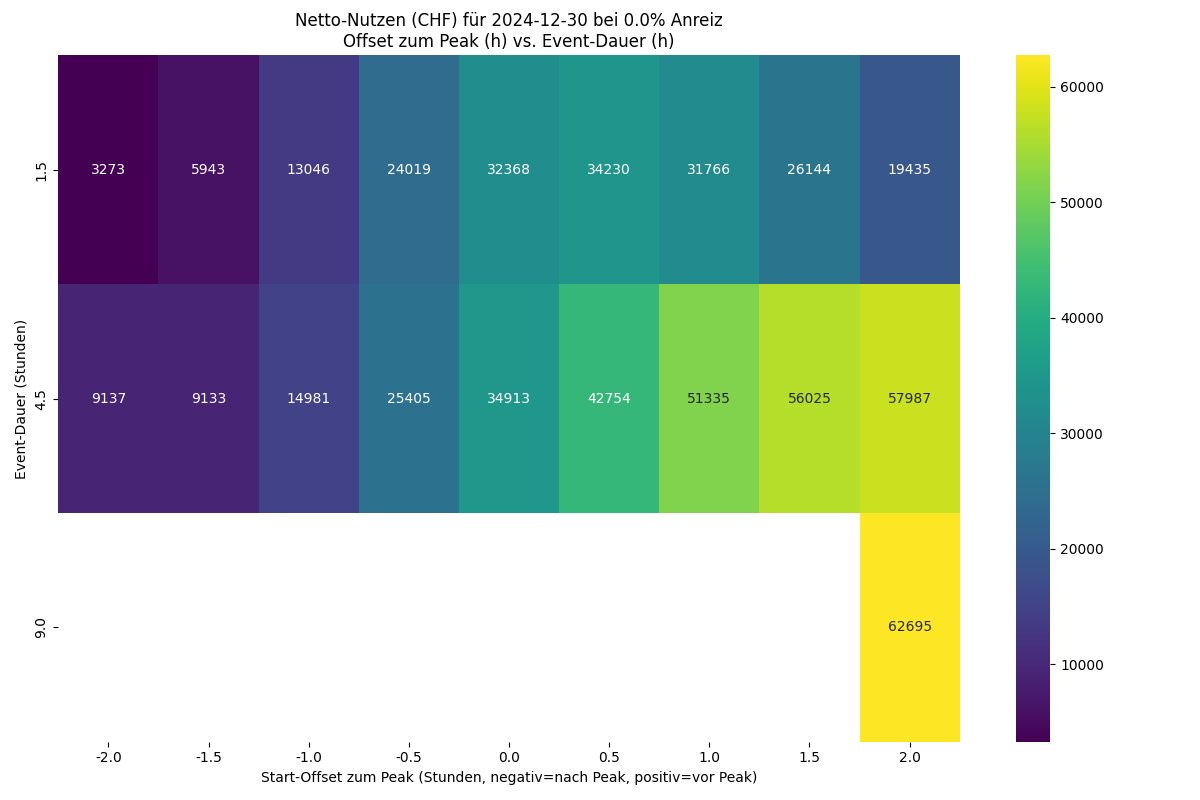 Netto-Nutzen (CHF) für 2024-12-30 bei 0.0% Anreiz
Offset zum Peak (h) vs. Event-Dauer (h)
Event-Dauer (Stunden)
1.5
3273 5943 13046 24019 32368 34230 31766 26144 19435
4.5
9137 9133 14981 25405 34913 42754 51335 56025 57987
9.0
62695
-2.0 -1.5 -1.0 -0.5 0.0 0.5 1.0 1.5 2.0
Start-Offset zum Peak (Stunden, negativ=nach Peak, positiv=vor Peak)
60000
50000
40000
30000
20000
10000